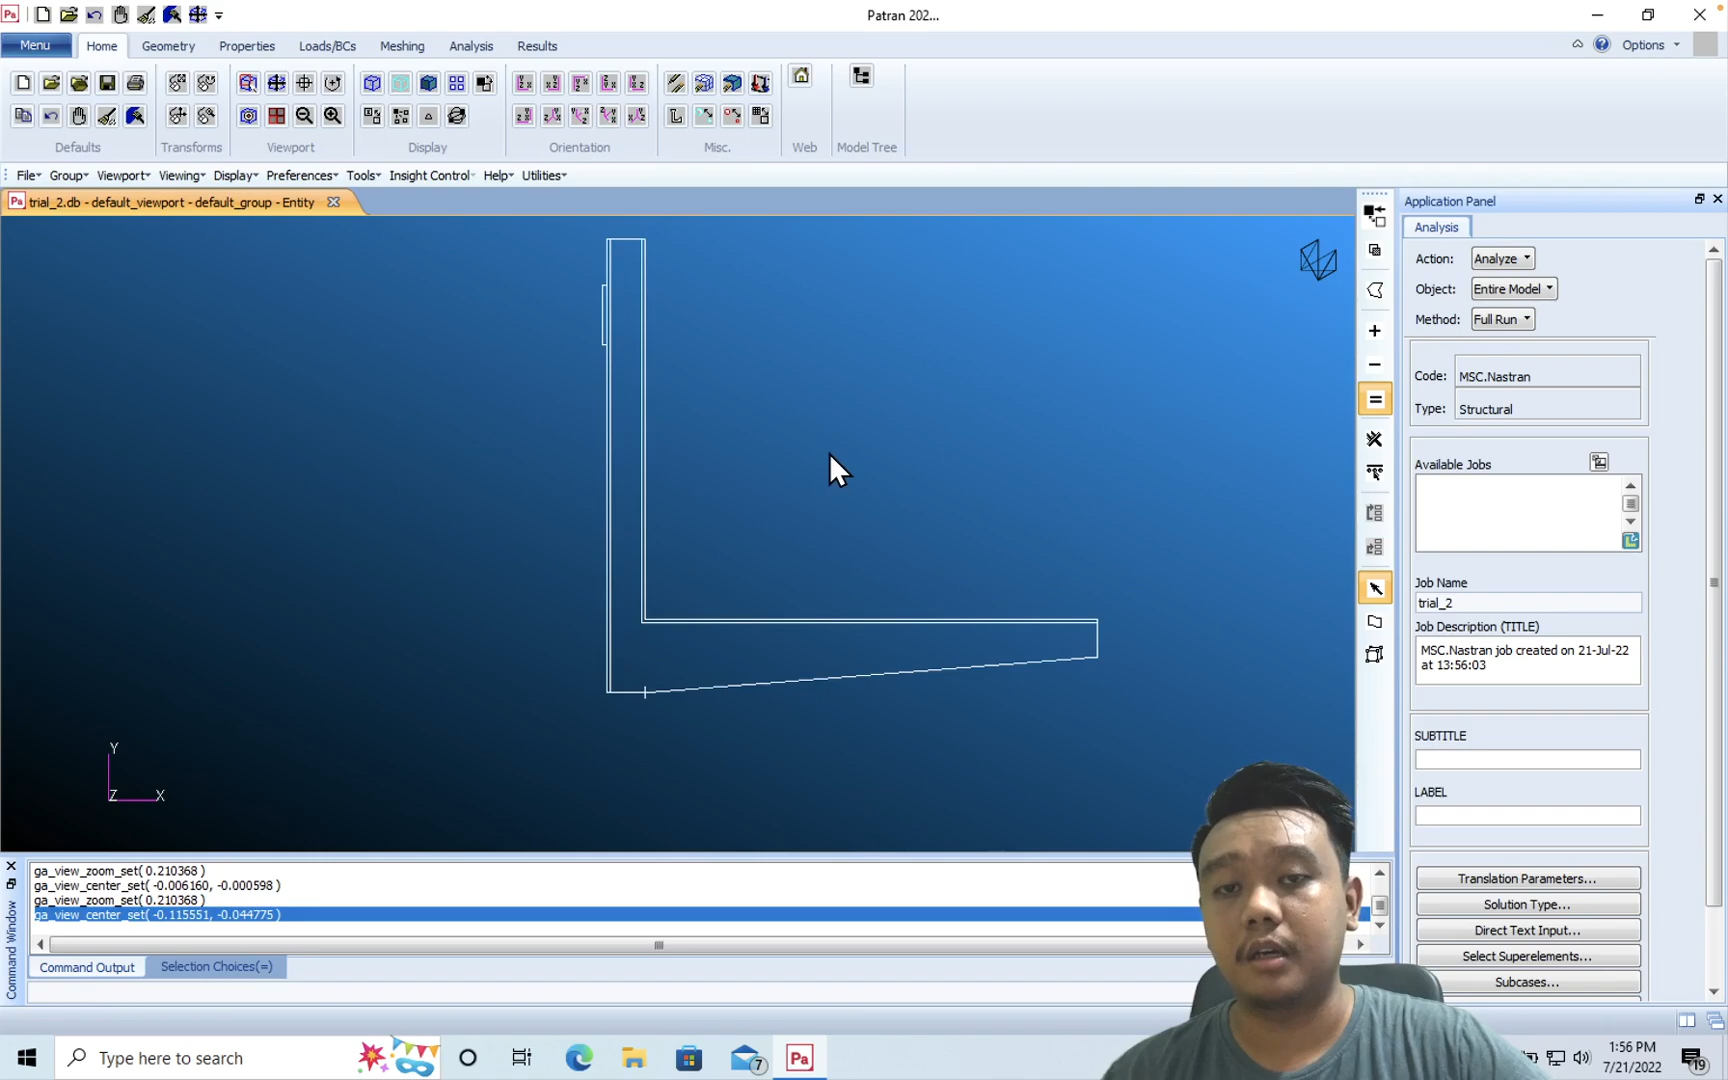 Pa
Patran 202...
Menu
Home
Geometry
Properties
Loads/BCs
Meshing
Analysis
Results
Options
Defaults
Transforms
Viewport
Display
Orientation
Misc.
Web
Model Tree
File
Group
Viewport
Viewing
Display
Preferences
Tools
Insight Control
Help
Utilities
Pa trial_2.db - default_viewport - default_group - Entity
Application Panel
Analysis
Action: Analyze
Object: Entire Model
Method: Full Run
Code: MSC.Nastran
Type: Structural
Available Jobs
Job Name
trial_2
Job Description (TITLE)
MSC.Nastran job created on 21-Jul-22
at 13:56:03
SUBTITLE
LABEL
Translation Parameters...
Solution Type...
Direct Text Input...
Select Superelements...
Subcases...
Y
Z X
Command Window
ga_view_zoom_set( 0.210368 )
ga_view_center_set( -0.006160, -0.000598 )
ga_view_zoom_set( 0.210368 )
ga_view_center_set( -0.115551, -0.044775 )
Command Output
Selection Choices(=)
Type here to search
7
Pa
1:56 PM
7/21/2022
19